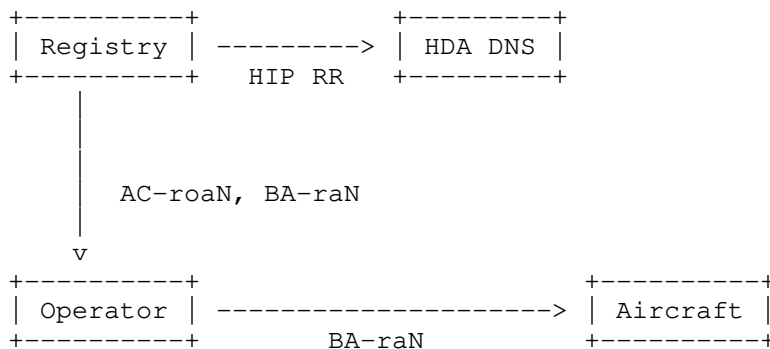 Registry ---------> HDA DNS
HIP RR
AC-roaN, BA-raN
v
Operator ---------------------> Aircraft
BA-raN